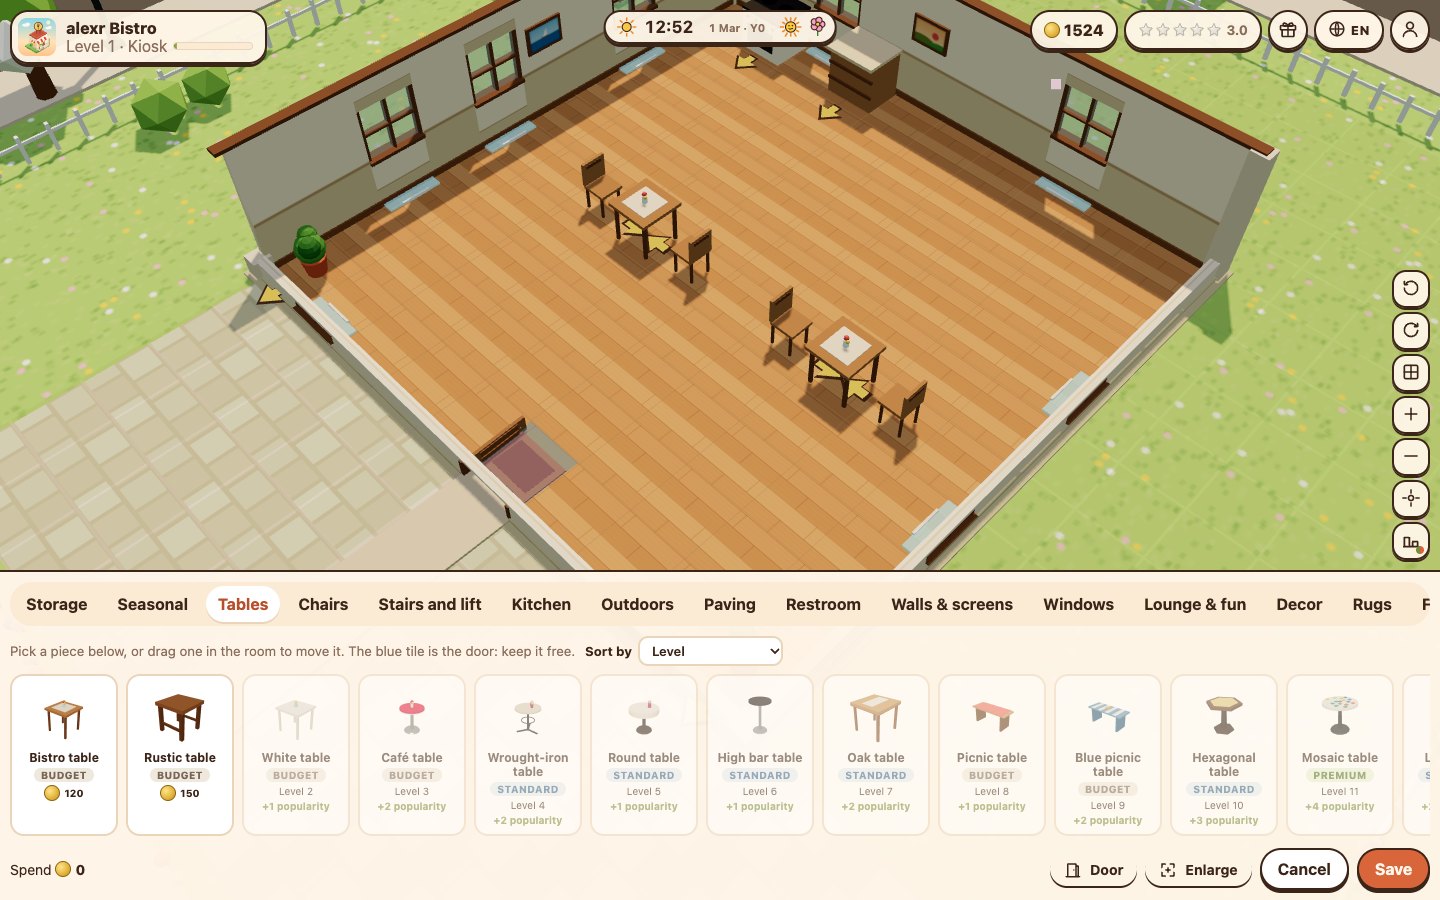 alexr Bistro
Level 1 · Kiosk
12:52
1 Mar · Y0
1524
3.0
EN
Storage
Seasonal
Tables
Chairs
Stairs and lift
Kitchen
Outdoors
Paving
Restroom
Walls & screens
Windows
Lounge & fun
Decor
Rugs
Pick a piece below, or drag one in the room to move it. The blue tile is the door: keep it free.
Sort by
Level
Bistro table
BUDGET
120
Rustic table
BUDGET
150
White table
BUDGET
Level 2
+1 popularity
Café table
BUDGET
Level 3
+2 popularity
Wrought-iron
table
STANDARD
Level 4
+2 popularity
Round table
STANDARD
Level 5
+1 popularity
High bar table
STANDARD
Level 6
+1 popularity
Oak table
STANDARD
Level 7
+2 popularity
Picnic table
BUDGET
Level 8
+1 popularity
Blue picnic
table
BUDGET
Level 9
+2 popularity
Hexagonal
table
STANDARD
Level 10
+3 popularity
Mosaic table
PREMIUM
Level 11
+4 popularity
Spend 0
Door
Enlarge
Cancel
Save